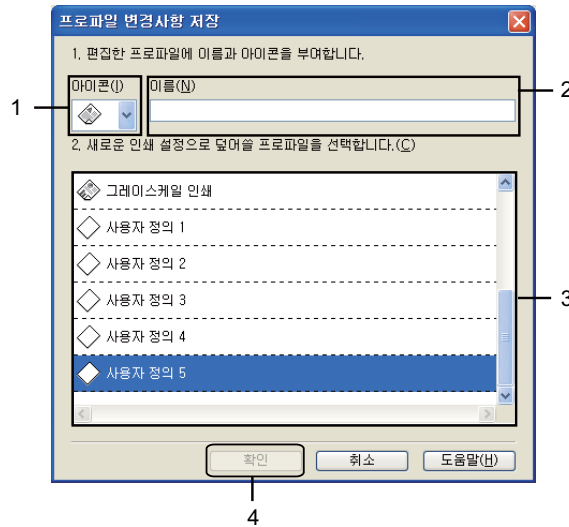 프로파일 변경사항 저장
1. 편집한 프로파일에 이름과 아이콘을 부여합니다.
아이콘(I) 이름(N)
1
2
2. 새로운 인쇄 설정으로 덮어쓸 프로파일을 선택합니다.(C)
그레이스케일 인쇄
사용자 정의 1
사용자 정의 2
사용자 정의 3
3
사용자 정의 4
사용자 정의 5
확인 취소 도움말(H)
4